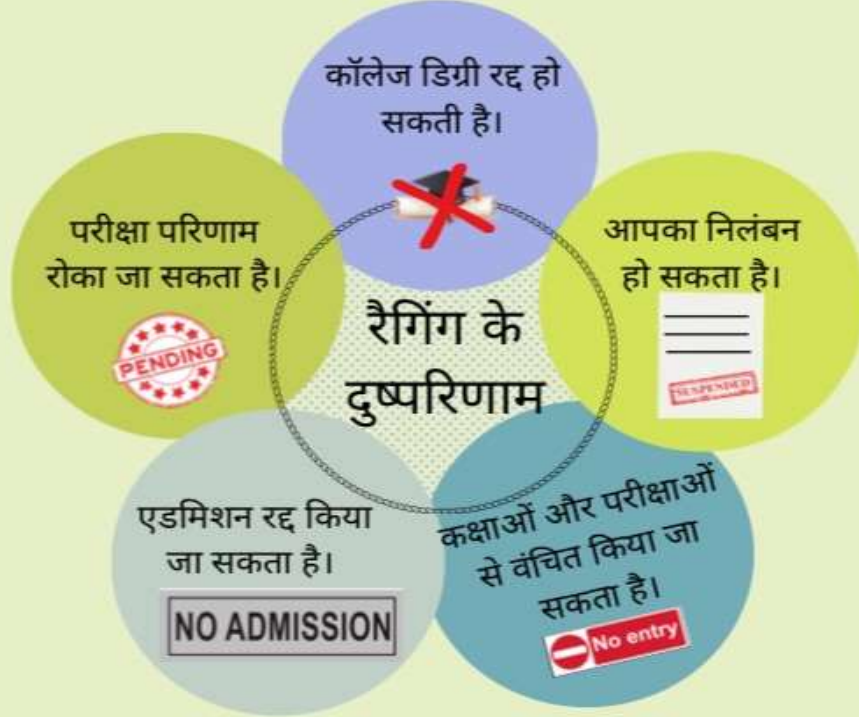 कॉलेज डिग्री रद्द हो
सकती है।
परीक्षा परिणाम
रोका जा सकता है।
PENDING
आपका निलंबन
हो सकता है।
SUSPENDED
रैगिंग के
दुष्परिणाम
एडमिशन रद्द किया
जा सकता है।
NO ADMISSION
कक्षाओं और परीक्षाओं
से वंचित किया जा
सकता है।
No entry